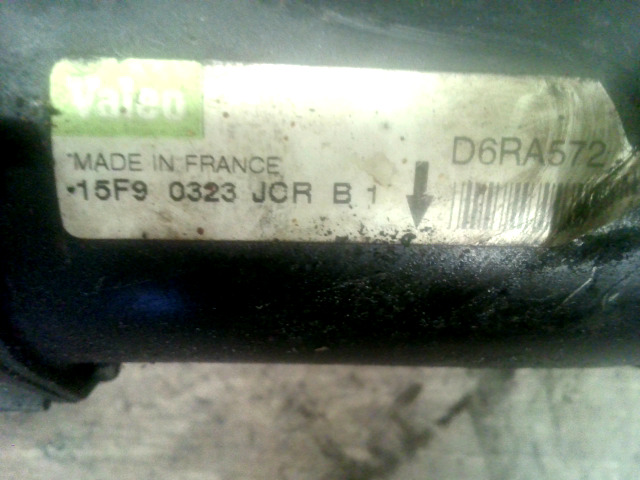 Valeo
D6RA572
MADE IN FRANCE
15F9 0323 JCR B 1